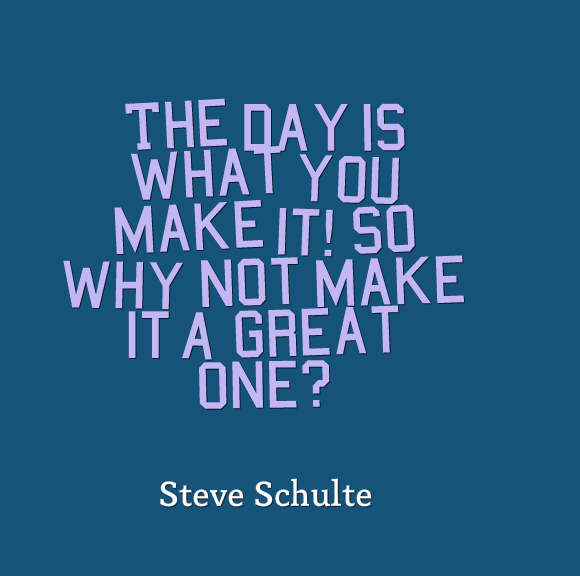 THE DAY IS
WHAT YOU
MAKE IT! SO
WHY NOT MAKE
IT A GREAT
ONE?
Steve Schulte